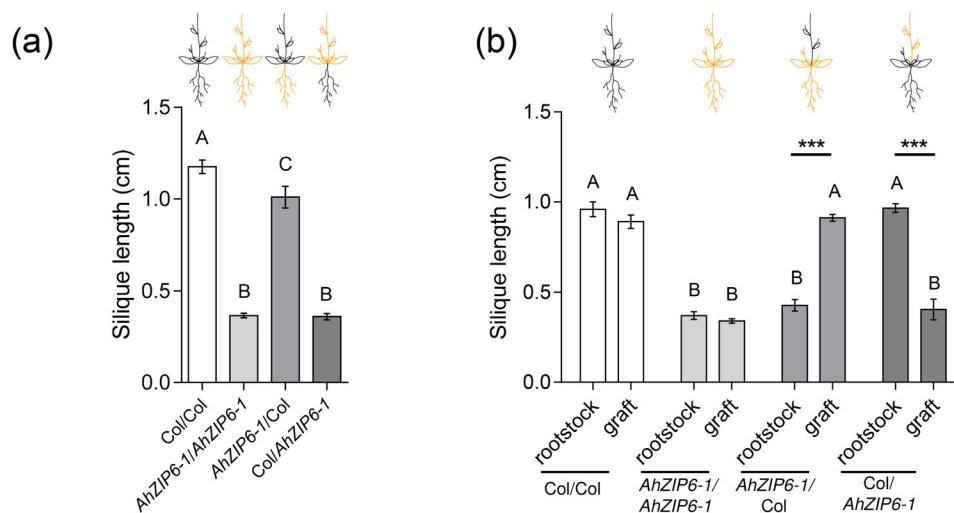 (a)
Silique length (cm)
1.5
1.0
0.5
0.0
A
B
C
B
Col/Col
AhZIP6-1/AhZIP6-1
AhZIP6-1/Col
Col/AhZIP6-1
(b)
Silique length (cm)
1.5
1.0
0.5
0.0
A
A
B
B
B
***
A
A
***
B
rootstock
graft
rootstock
graft
rootstock
graft
rootstock
graft
Col/Col
AhZIP6-1/
AhZIP6-1
AhZIP6-1/
Col
Col/
AhZIP6-1